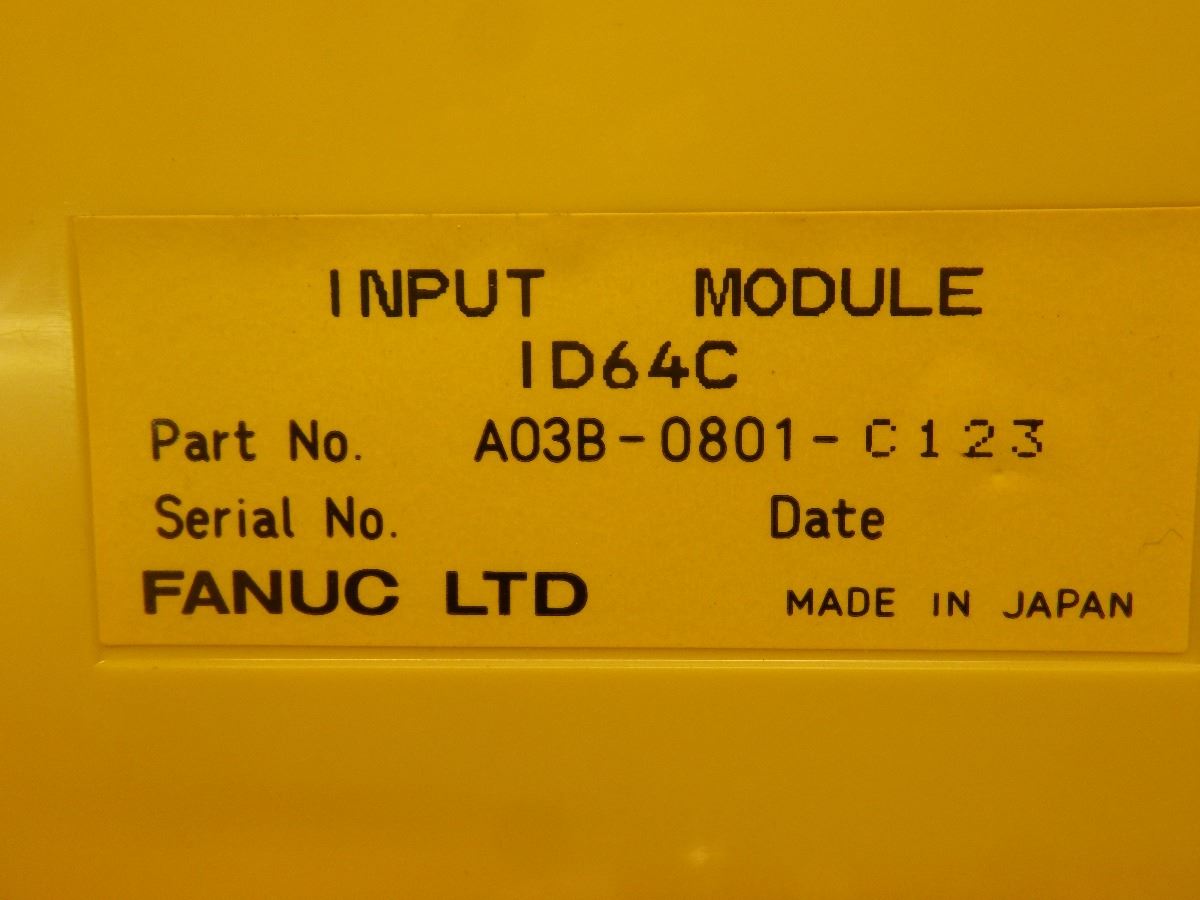 INPUT MODULE
ID64C
Part No. A03B-0801-C123
Serial No. Date
FANUC LTD MADE IN JAPAN